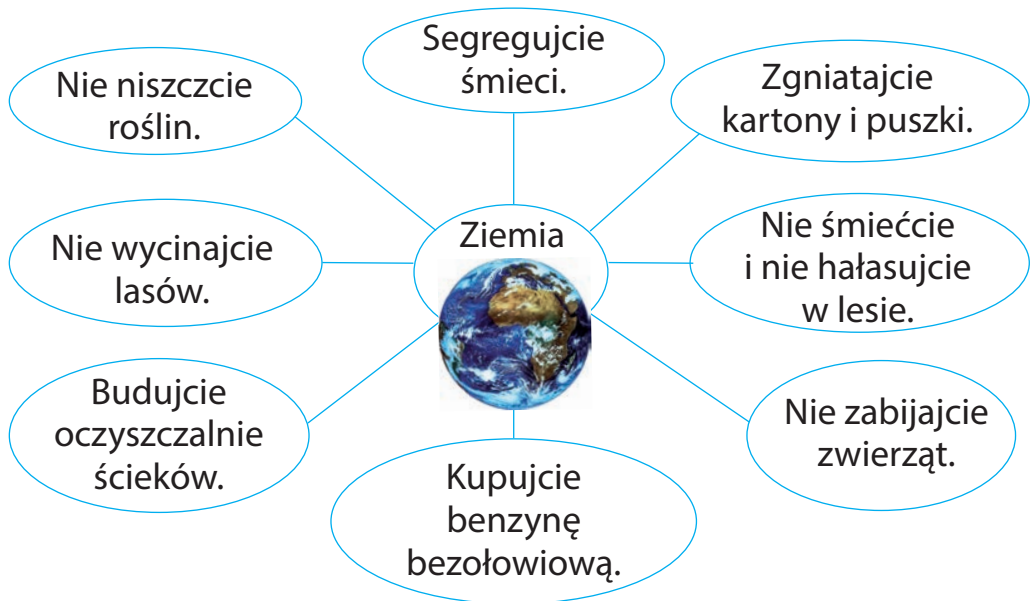 Segregujcie
śmieci.
Nie niszczcie
roślin.
Zgniatajcie
kartony i puszki.
Ziemia
Nie wycinajcie
lasów.
Nie śmiećcie
i nie hałasujcie
w lesie.
Budujcie
oczyszczalnie
ścieków.
Nie zabijajcie
zwierząt.
Kupujcie
benzynę
bezołowiową.